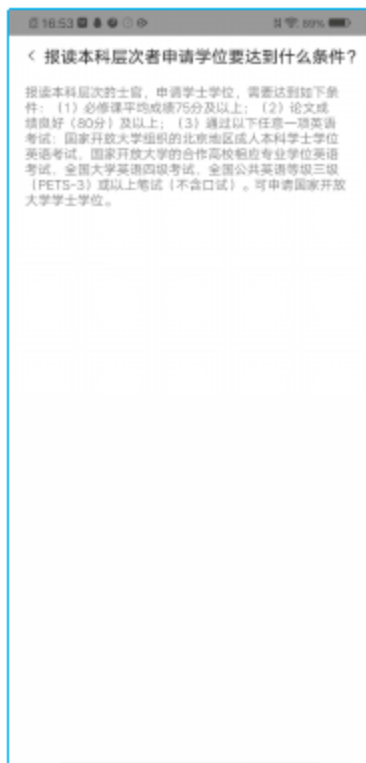 16:53 89%
报读本科层次者申请学位要达到什么条件？
报读本科层次的士官，申请学士学位，需要达到如下条
件：（1）必修课平均成绩75分及以上；（2）论文成
绩良好（80分）及以上；（3）通过以下任意一项英语
考试：国家开放大学组织的北京地区成人本科学士学位
英语考试、国家开放大学的合作高校相应专业学位英语
考试、全国大学英语四级考试、全国公共英语等级三级
（PETS-3）或以上笔试（不含口试）。可申请国家开放
大学学士学位。